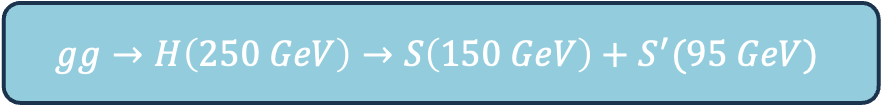 gg → H(250 GeV) → S(150 GeV) + S′(95 GeV)